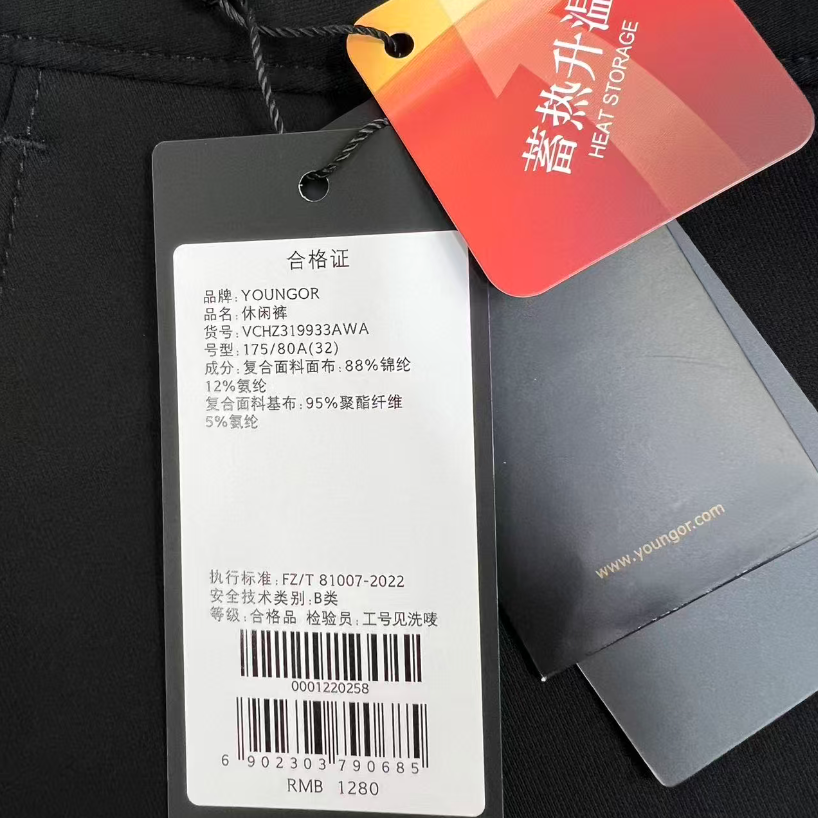 蓄热升温
HEAT STORAGE
合格证
品牌:YOUNGOR
品名:休闲裤
货号:VCHZ319933AWA
号型:175/80A(32)
成分:复合面料面布:88%锦纶
12%氨纶
复合面料基布:95%聚酯纤维
5%氨纶
执行标准:FZ/T 81007-2022
安全技术类别:B类
等级:合格品 检验员:工号见洗唛
0001220258
6 902303 790685
RMB 1280
www.youngor.com